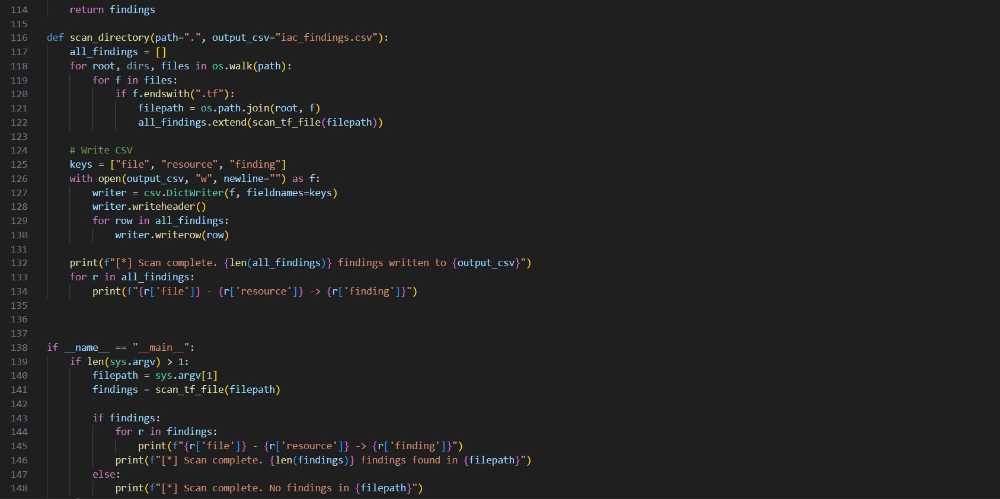 114 return findings
115
116 def scan_directory(path=".", output_csv="iac_findings.csv"):
117     all_findings = []
118     for root, dirs, files in os.walk(path):
119         for f in files:
120             if f.endswith(".tf"):
121                 filepath = os.path.join(root, f)
122                 all_findings.extend(scan_tf_file(filepath))
123
124     # Write CSV
125     keys = ["file", "resource", "finding"]
126     with open(output_csv, "w", newline="") as f:
127         writer = csv.DictWriter(f, fieldnames=keys)
128         writer.writeheader()
129         for row in all_findings:
130             writer.writerow(row)
131
132     print(f"[*] Scan complete. {len(all_findings)} findings written to {output_csv}")
133     for r in all_findings:
134         print(f"{r['file']} - {r['resource']} -> {r['finding']}")
135
136
137
138 if __name__ == "__main__":
139     if len(sys.argv) > 1:
140         filepath = sys.argv[1]
141         findings = scan_tf_file(filepath)
142
143         if findings:
144             for r in findings:
145                 print(f"{r['file']} - {r['resource']} -> {r['finding']}")
146             print(f"[*] Scan complete. {len(findings)} findings found in {filepath}")
147         else:
148             print(f"[*] Scan complete. No findings in {filepath}")